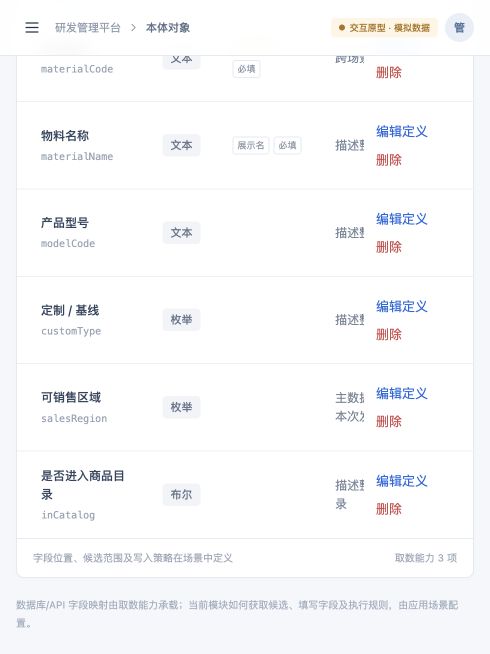 研发管理平台 > 本体对象
交互原型 · 模拟数据
管
materialCode
文本
必填
删除
物料名称
materialName
文本
展示名
必填
描述
编辑定义
删除
产品型号
modelCode
文本
描述
编辑定义
删除
定制 / 基线
customType
枚举
描述
编辑定义
删除
可销售区域
salesRegion
枚举
主数
本次
编辑定义
删除
是否进入商品目
录
inCatalog
布尔
描述
录
编辑定义
删除
字段位置、候选范围及写入策略在场景中定义
取数能力 3 项
数据库/API 字段映射由取数能力承载；当前模块如何获取候选、填写字段及执行规则，由应用场景配
置。